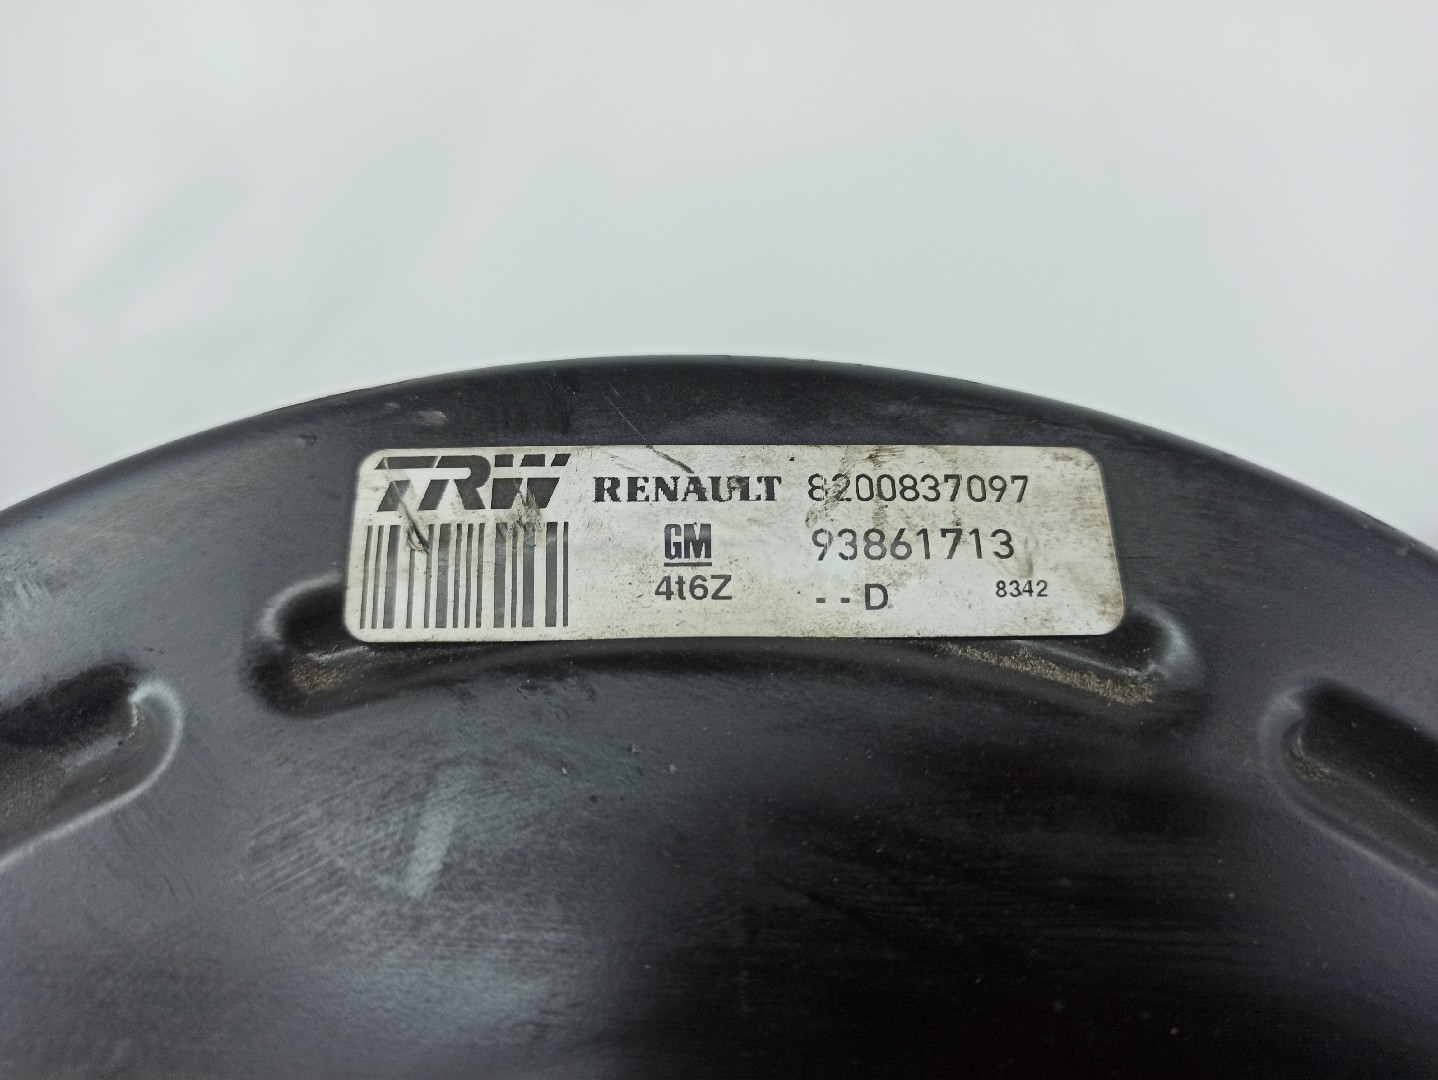 TRW RENAULT 8200837097
GM 93861713
4t6Z --D 8342